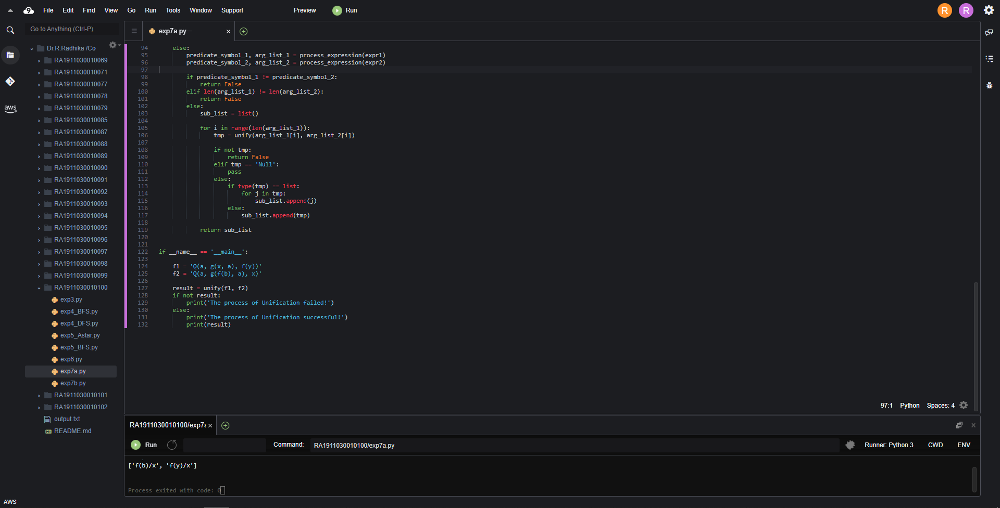 File Edit Find View Go Run Tools Window Support Preview Run R R
Go to Anything (Ctrl-P)
aws
Dr.R.Radhika /Co
RA1911030010069
RA1911030010071
RA1911030010077
RA1911030010078
RA1911030010079
RA1911030010085
RA1911030010087
RA1911030010088
RA1911030010089
RA1911030010090
RA1911030010091
RA1911030010092
RA1911030010093
RA1911030010094
RA1911030010095
RA1911030010096
RA1911030010097
RA1911030010098
RA1911030010099
RA1911030010100
exp3.py
exp4_BFS.py
exp4_DFS.py
exp5_Astar.py
exp5_BFS.py
exp6.py
exp7a.py
exp7b.py
RA1911030010101
RA1911030010102
output.txt
README.md
exp7a.py
94 else:
95 predicate_symbol_1, arg_list_1 = process_expression(expr1)
96 predicate_symbol_2, arg_list_2 = process_expression(expr2)
97
98 if predicate_symbol_1 != predicate_symbol_2:
99 return False
100 elif len(arg_list_1) != len(arg_list_2):
101 return False
102 else:
103 sub_list = list()
104
105 for i in range(len(arg_list_1)):
106 tmp = unify(arg_list_1[i], arg_list_2[i])
107
108 if not tmp:
109 return False
110 elif tmp == 'Null':
111 pass
112 else:
113 if type(tmp) == list:
114 for j in tmp:
115 sub_list.append(j)
116 else:
117 sub_list.append(tmp)
118
119 return sub_list
120
121
122 if __name__ == '__main__':
123
124 f1 = 'Q(a, g(x, a), f(y))'
125 f2 = 'Q(a, g(f(b), a), x)'
126
127 result = unify(f1, f2)
128 if not result:
129 print('The process of Unification failed!')
130 else:
131 print('The process of Unification successful!')
132 print(result)
97:1 Python Spaces: 4
RA1911030010100/exp7a
Run Command: RA1911030010100/exp7a.py Runner: Python 3 CWD ENV
['f(b)/x', 'f(y)/x']
Process exited with code: 0
AWS